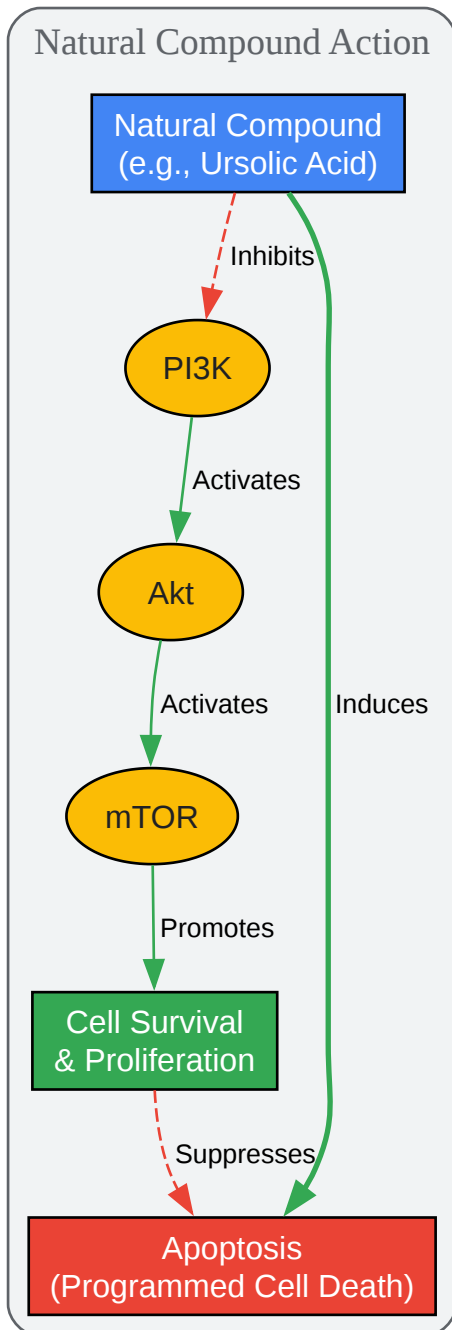 Natural Compound Action
Natural Compound
(e.g., Ursolic Acid)
Inhibits
PI3K
Activates
Akt
Activates
Induces
mTOR
Promotes
Cell Survival
& Proliferation
Suppresses
Apoptosis
(Programmed Cell Death)